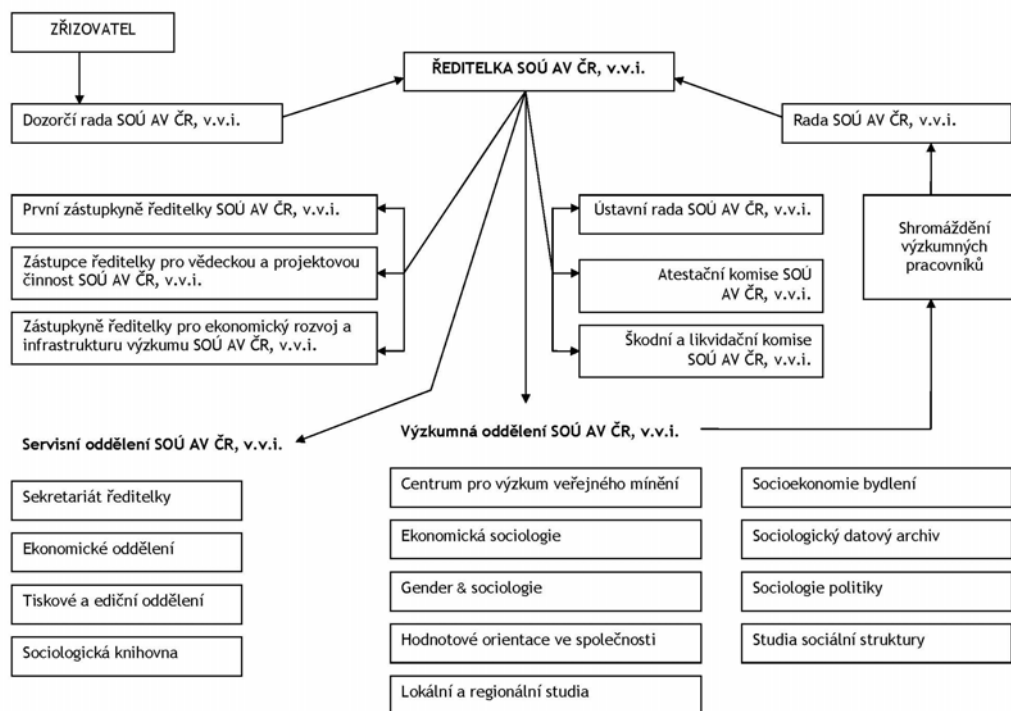 ZŘIZOVATEL
ŘEDITELKA SOÚ AV ČR, v.v.i.
Dozorčí rada SOÚ AV ČR, v.v.i.
Rada SOÚ AV ČR, v.v.i.
První zástupkyně ředitelky SOÚ AV ČR, v.v.i.
Zástupce ředitelky pro vědeckou a projektovou
činnost SOÚ AV ČR, v.v.i.
Zástupkyně ředitelky pro ekonomický rozvoj a
infrastrukturu výzkumu SOÚ AV ČR, v.v.i.
Ústavní rada SOÚ AV ČR, v.v.i.
Atestační komise SOÚ
AV ČR, v.v.i.
Škodní a likvidační komise
SOÚ AV ČR, v.v.i.
Shromáždění
výzkumných
pracovníků
Servisní oddělení SOÚ AV ČR, v.v.i.
Sekretariát ředitelky
Ekonomické oddělení
Tiskové a ediční oddělení
Sociologická knihovna
Výzkumná oddělení SOÚ AV ČR, v.v.i.
Centrum pro výzkum veřejného mínění
Ekonomická sociologie
Gender & sociologie
Hodnotové orientace ve společnosti
Lokální a regionální studia
Socioekonomie bydlení
Sociologický datový archiv
Sociologie politiky
Studia sociální struktury